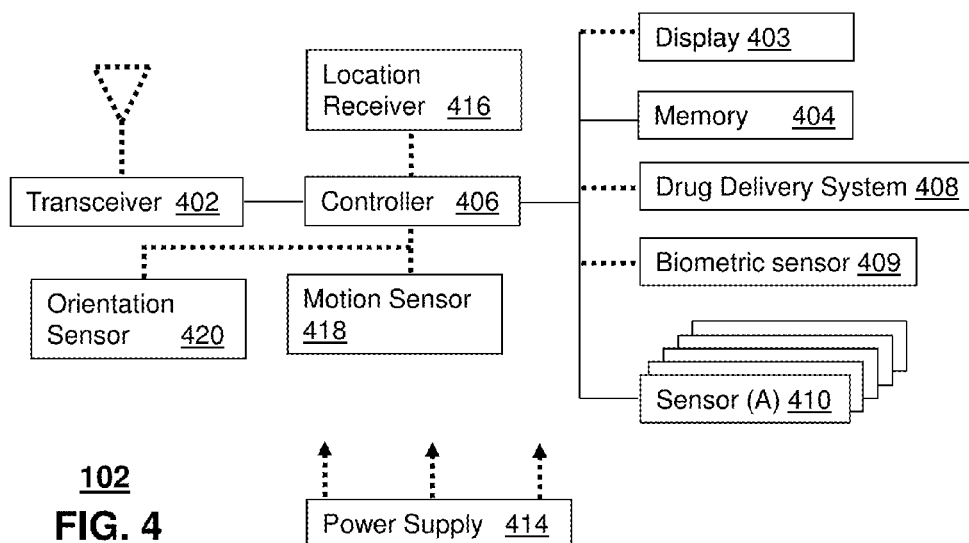 Display 403
Location
Receiver 416
Memory 404
Transceiver 402
Controller 406
Drug Delivery System 408
Biometric sensor 409
Orientation
Sensor 420
Motion Sensor
418
Sensor (A) 410
102
FIG. 4
Power Supply 414